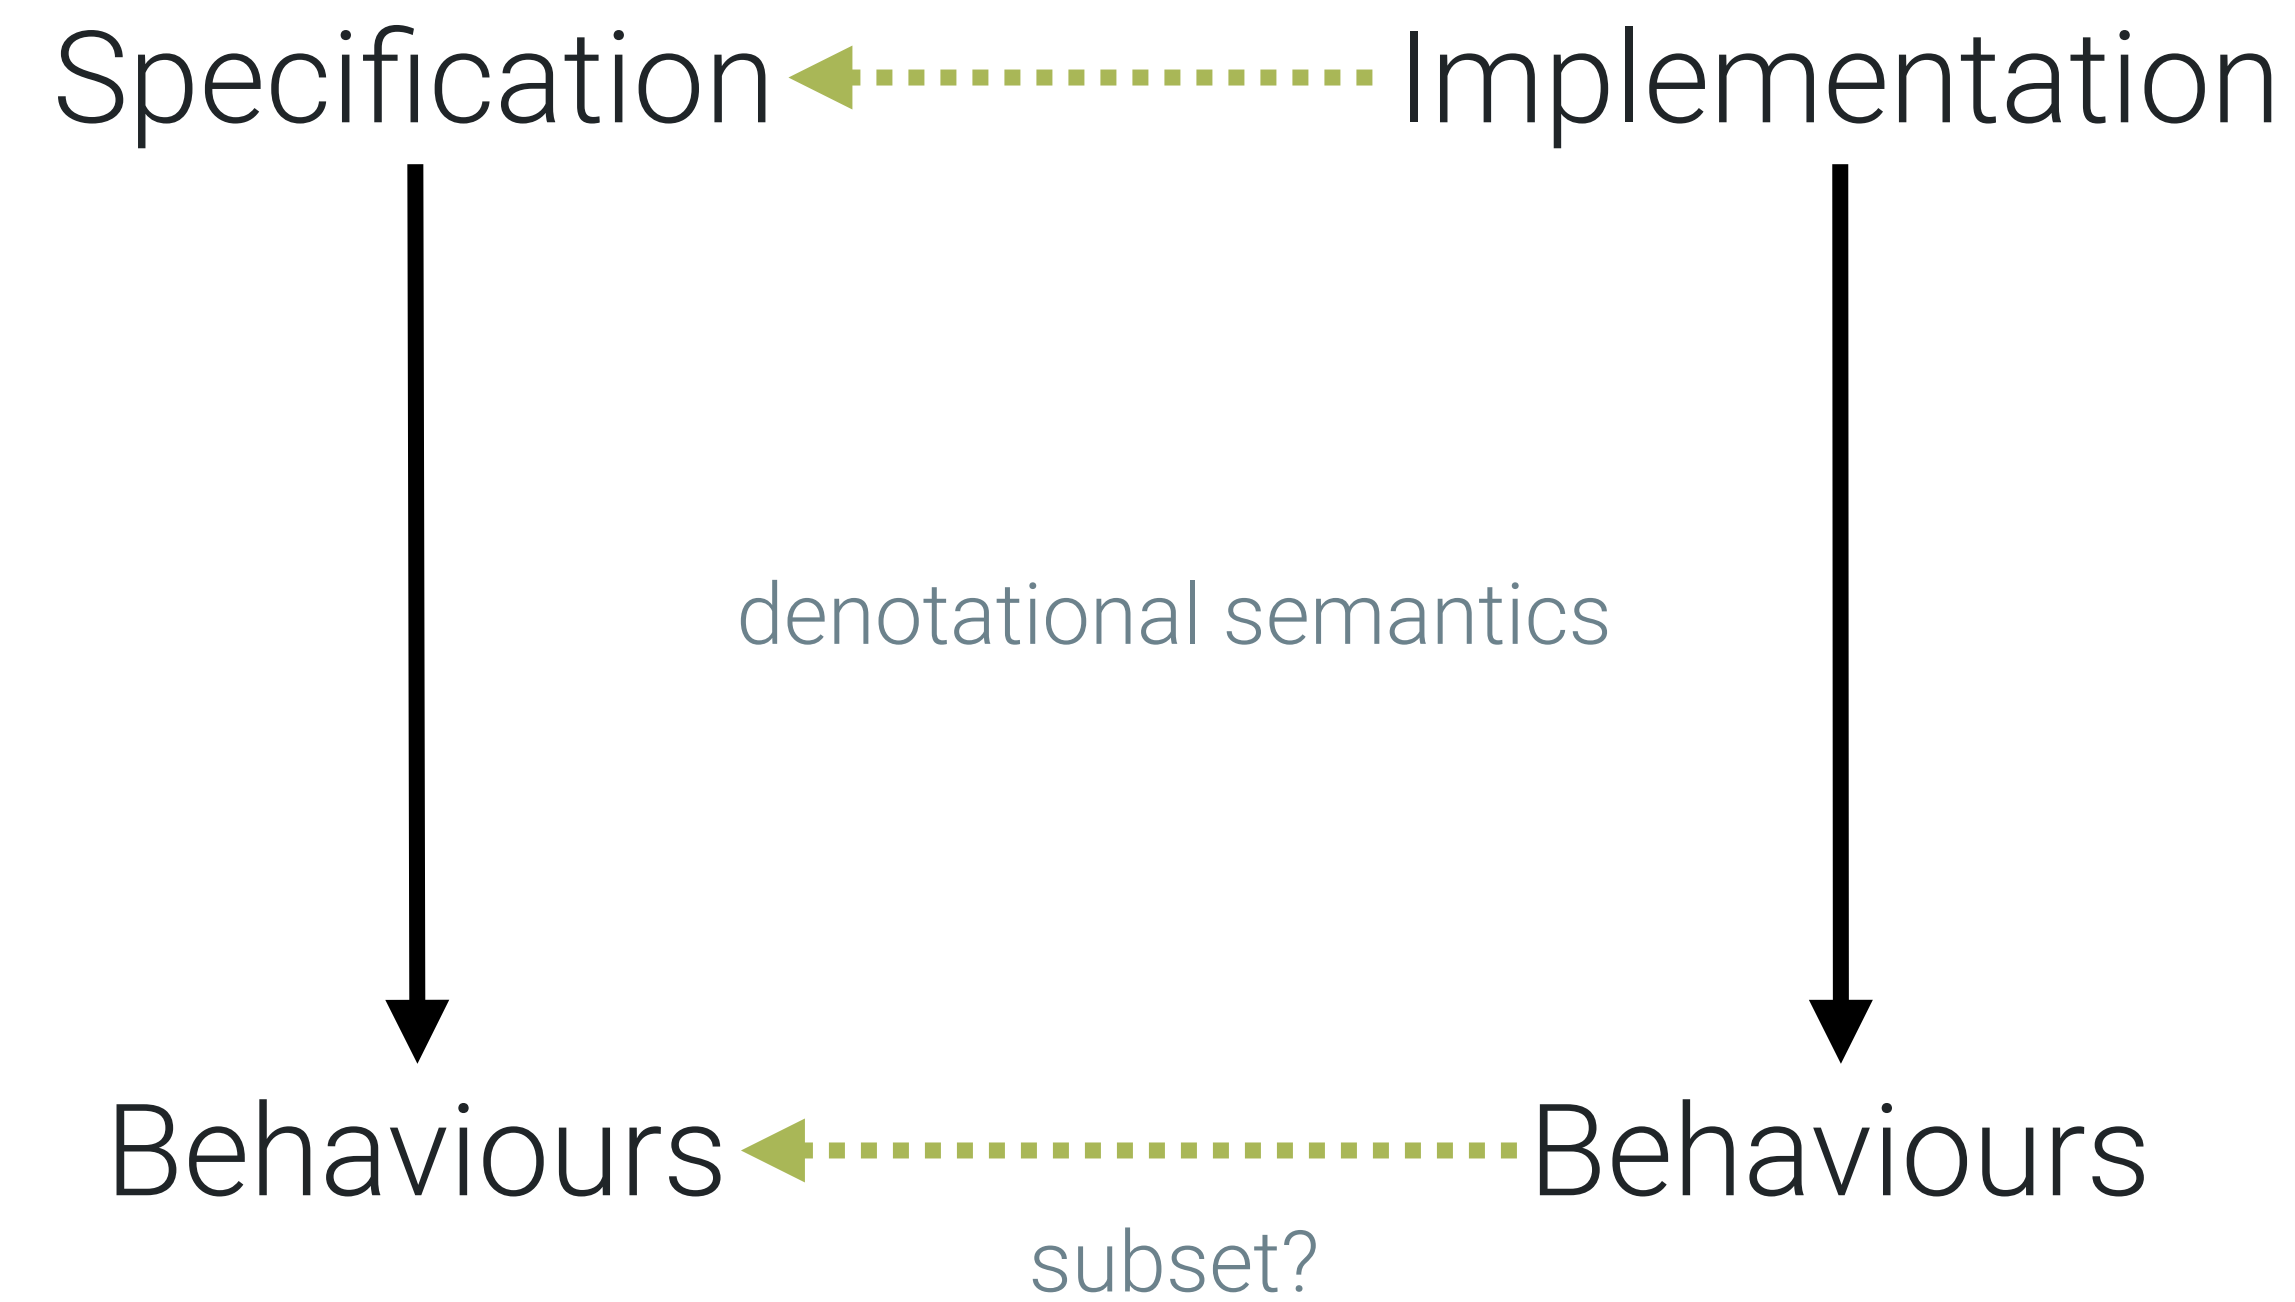 Specification
Implementation
denotational semantics
Behaviours
Behaviours
subset?